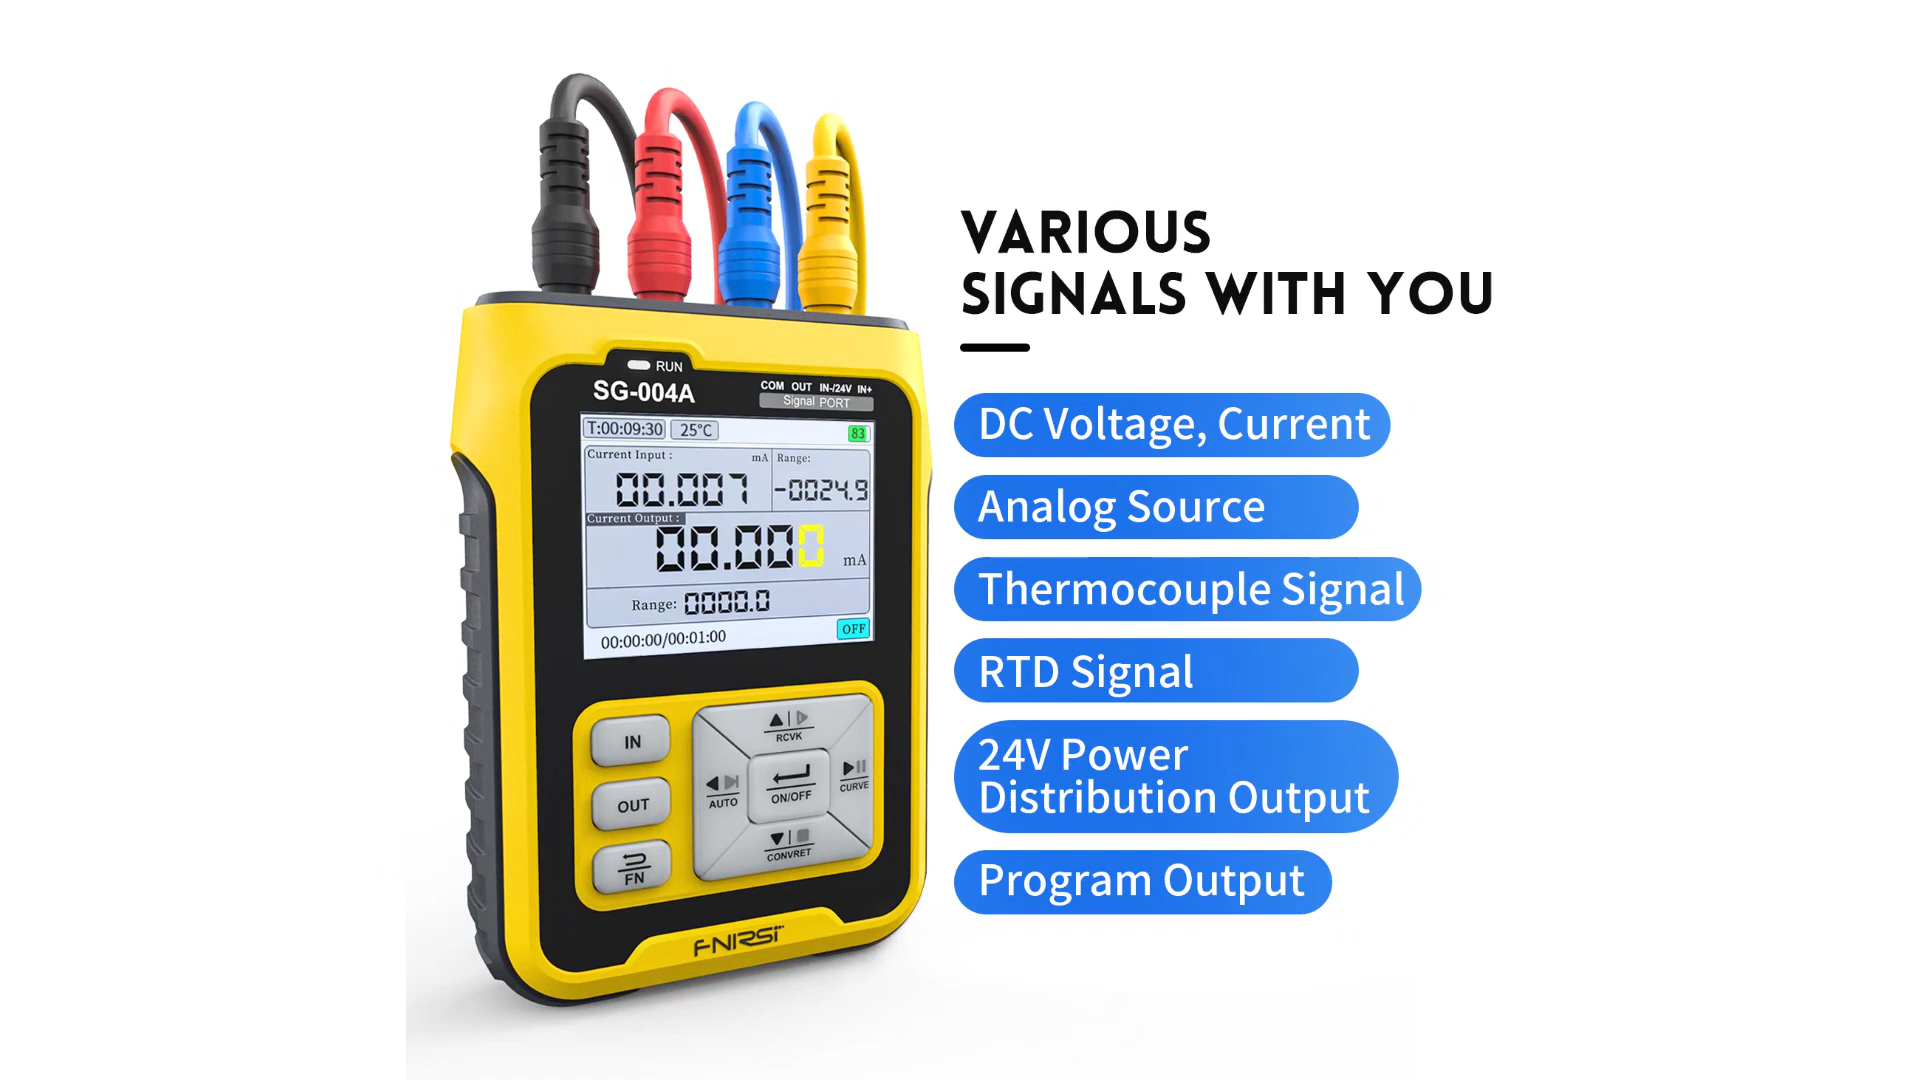 VARIOUS
SIGNALS WITH YOU
DC Voltage, Current
Analog Source
Thermocouple Signal
RTD Signal
24V Power
Distribution Output
Program Output
RUN
SG-004A
COM OUT IN-/24V IN+
Signal PORT
T:00:09:30 25°C 83
Current Input : mA Range:
00.007 -0024.9
Current Output :
00.000 mA
Range: 0000.0
00:00:00/00:01:00 OFF
IN
OUT
FN
RCVK
AUTO
ON/OFF
CURVE
CONVRET
FNIRSI